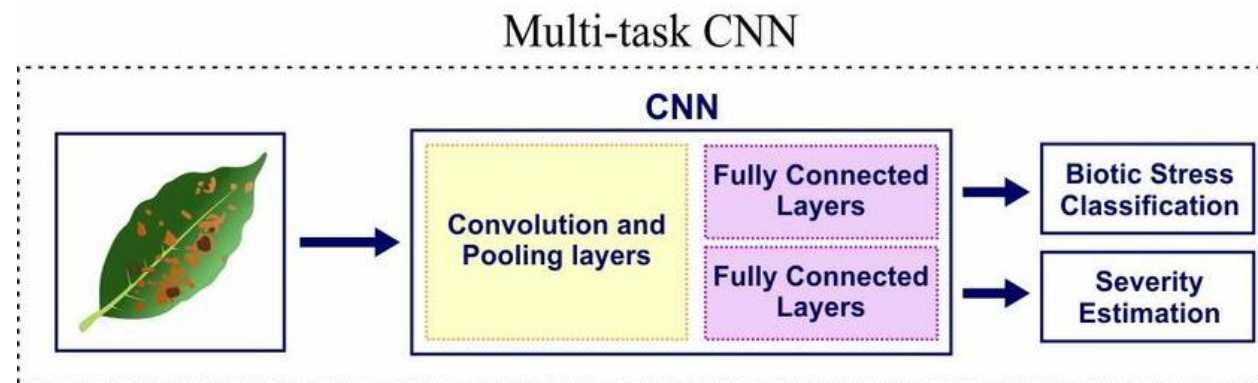 Multi-task CNN
CNN
Convolution and
Pooling layers
Fully Connected
Layers
Fully Connected
Layers
Biotic Stress
Classification
Severity
Estimation